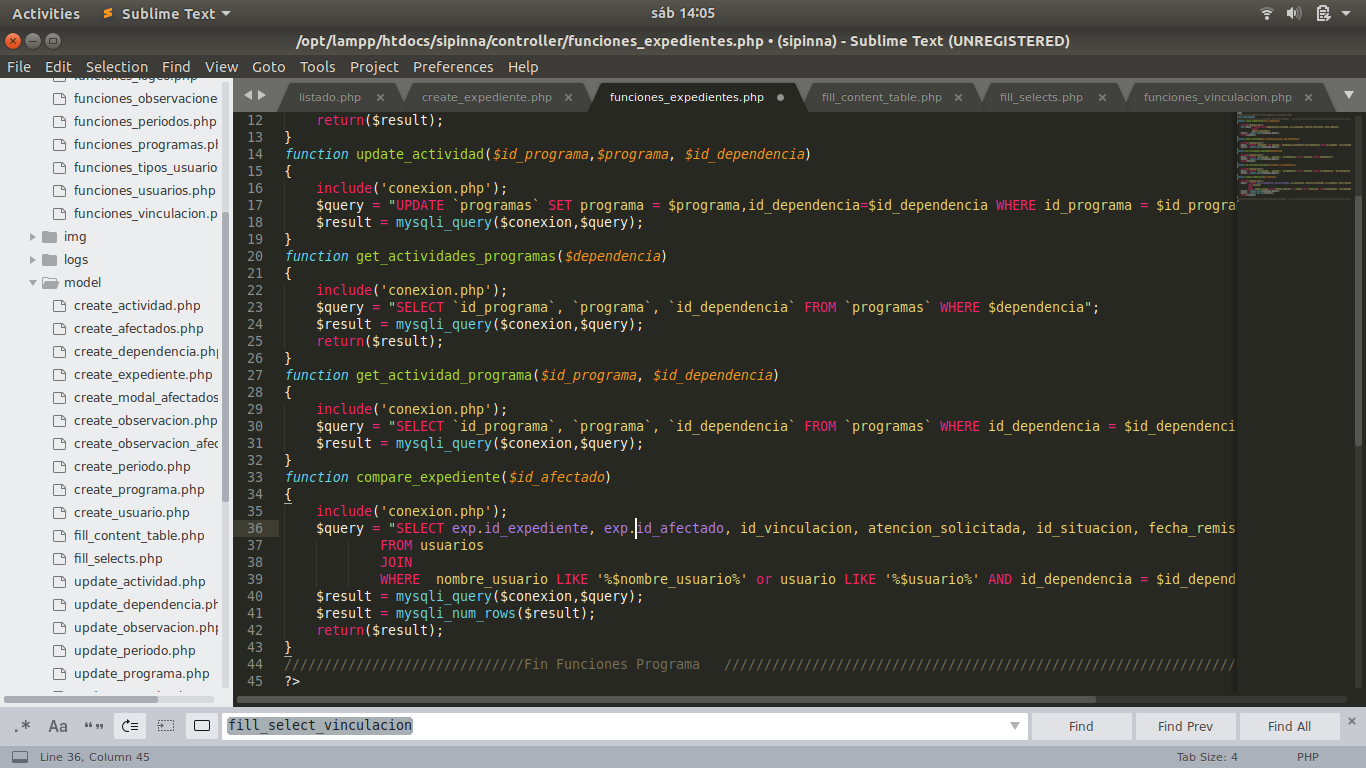 Activities Sublime Text sáb 14:05
/opt/lampp/htdocs/sipinna/controller/funciones_expedientes.php • (sipinna) - Sublime Text (UNREGISTERED)
File Edit Selection Find View Goto Tools Project Preferences Help
funciones_observacione
funciones_periodos.php
funciones_programas.ph
funciones_tipos_usuario
funciones_usuarios.php
funciones_vinculacion.p
img
logs
model
create_actividad.php
create_afectados.php
create_dependencia.php
create_expediente.php
create_modal_afectados
create_observacion.php
create_observacion_afec
create_periodo.php
create_programa.php
create_usuario.php
fill_content_table.php
fill_selects.php
update_actividad.php
update_dependencia.ph
update_observacion.php
update_periodo.php
update_programa.php
listado.php × create_expediente.php × funciones_expedientes.php fill_content_table.php × fill_selects.php × funciones_vinculacion.php ×
12 return($result);
13 }
14 function update_actividad($id_programa,$programa, $id_dependencia)
15 {
16 include('conexion.php');
17 $query = "UPDATE `programas` SET programa = $programa,id_dependencia=$id_dependencia WHERE id_programa = $id_progra
18 $result = mysqli_query($conexion,$query);
19 }
20 function get_actividades_programas($dependencia)
21 {
22 include('conexion.php');
23 $query = "SELECT `id_programa`, `programa`, `id_dependencia` FROM `programas` WHERE $dependencia";
24 $result = mysqli_query($conexion,$query);
25 return($result);
26 }
27 function get_actividad_programa($id_programa, $id_dependencia)
28 {
29 include('conexion.php');
30 $query = "SELECT `id_programa`, `programa`, `id_dependencia` FROM `programas` WHERE id_dependencia = $id_dependenci
31 $result = mysqli_query($conexion,$query);
32 }
33 function compare_expediente($id_afectado)
34 {
35 include('conexion.php');
36 $query = "SELECT exp.id_expediente, exp.id_afectado, id_vinculacion, atencion_solicitada, id_situacion, fecha_remis
37 FROM usuarios
38 JOIN
39 WHERE  nombre_usuario LIKE '%$nombre_usuario%' or usuario LIKE '%$usuario%' AND id_dependencia = $id_depend
40 $result = mysqli_query($conexion,$query);
41 $result = mysqli_num_rows($result);
42 return($result);
43 }
44 //////////////////////////////Fin Funciones Programa   ////////////////////////////////////////////////////////////////
45 ?>
.* Aa “” fill_select_vinculacion Find Find Prev Find All ×
Line 36, Column 45 Tab Size: 4 PHP